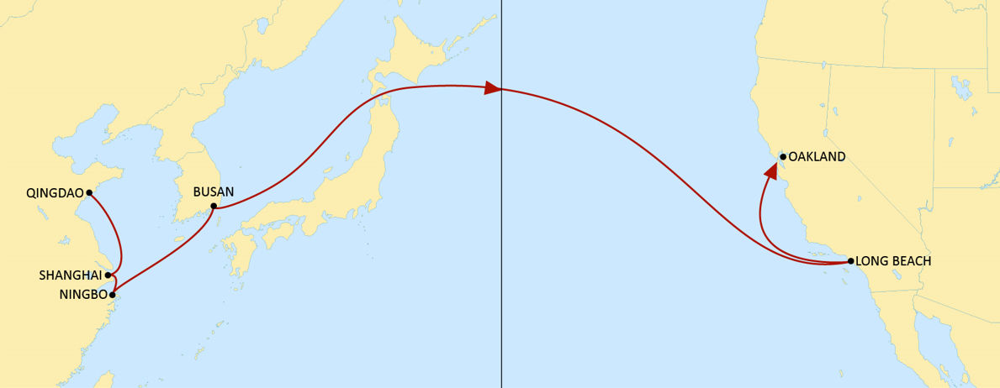 QINGDAO
BUSAN
SHANGHAI
NINGBO
OAKLAND
LONG BEACH